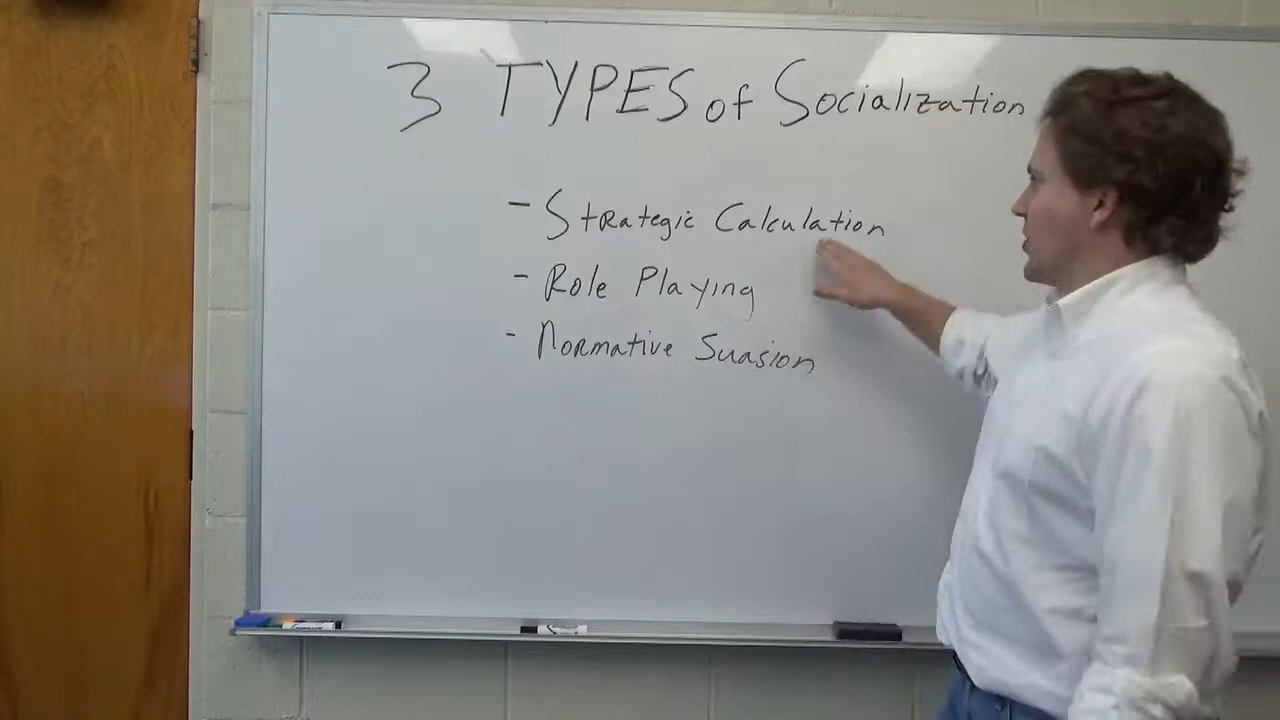 3 TYPES of Socialization
- Strategic Calculation
- Role Playing
- Normative Suasion